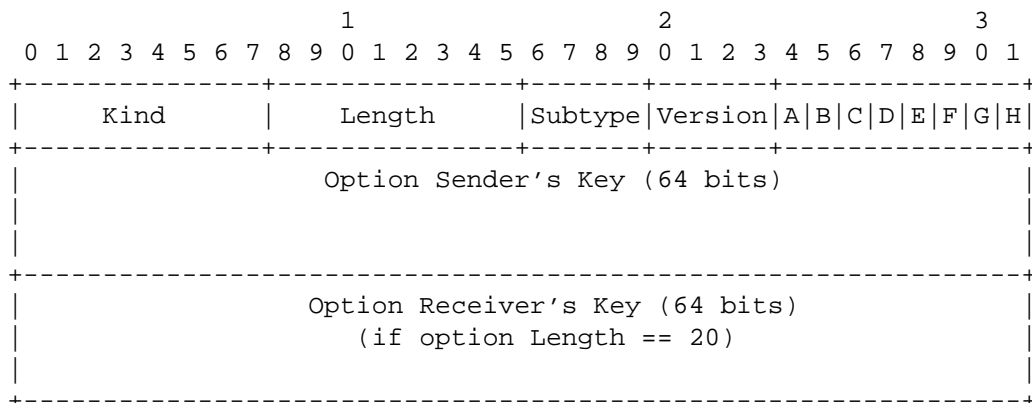 1                   2                   3
 0 1 2 3 4 5 6 7 8 9 0 1 2 3 4 5 6 7 8 9 0 1 2 3 4 5 6 7 8 9 0 1
+---------------+---------------+-------+-------+---------------+
|     Kind      |    Length     |Subtype|Version|A|B|C|D|E|F|G|H|
+---------------+---------------+-------+-------+---------------+
|                   Option Sender’s Key (64 bits)               |
|                                                               |
|                                                               |
+---------------------------------------------------------------+
|                  Option Receiver’s Key (64 bits)              |
|                     (if option Length == 20)                  |
|                                                               |
+---------------------------------------------------------------+